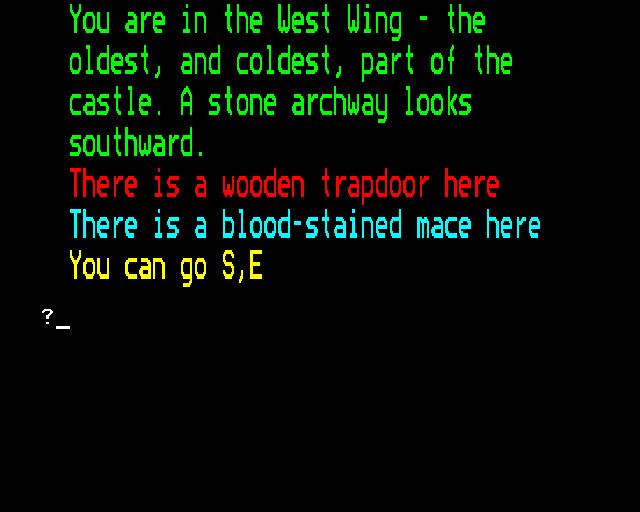 You are in the West Wing - the
oldest, and coldest, part of the
castle. A stone archway looks
southward.
There is a wooden trapdoor here
There is a blood-stained mace here
You can go S,E
?_